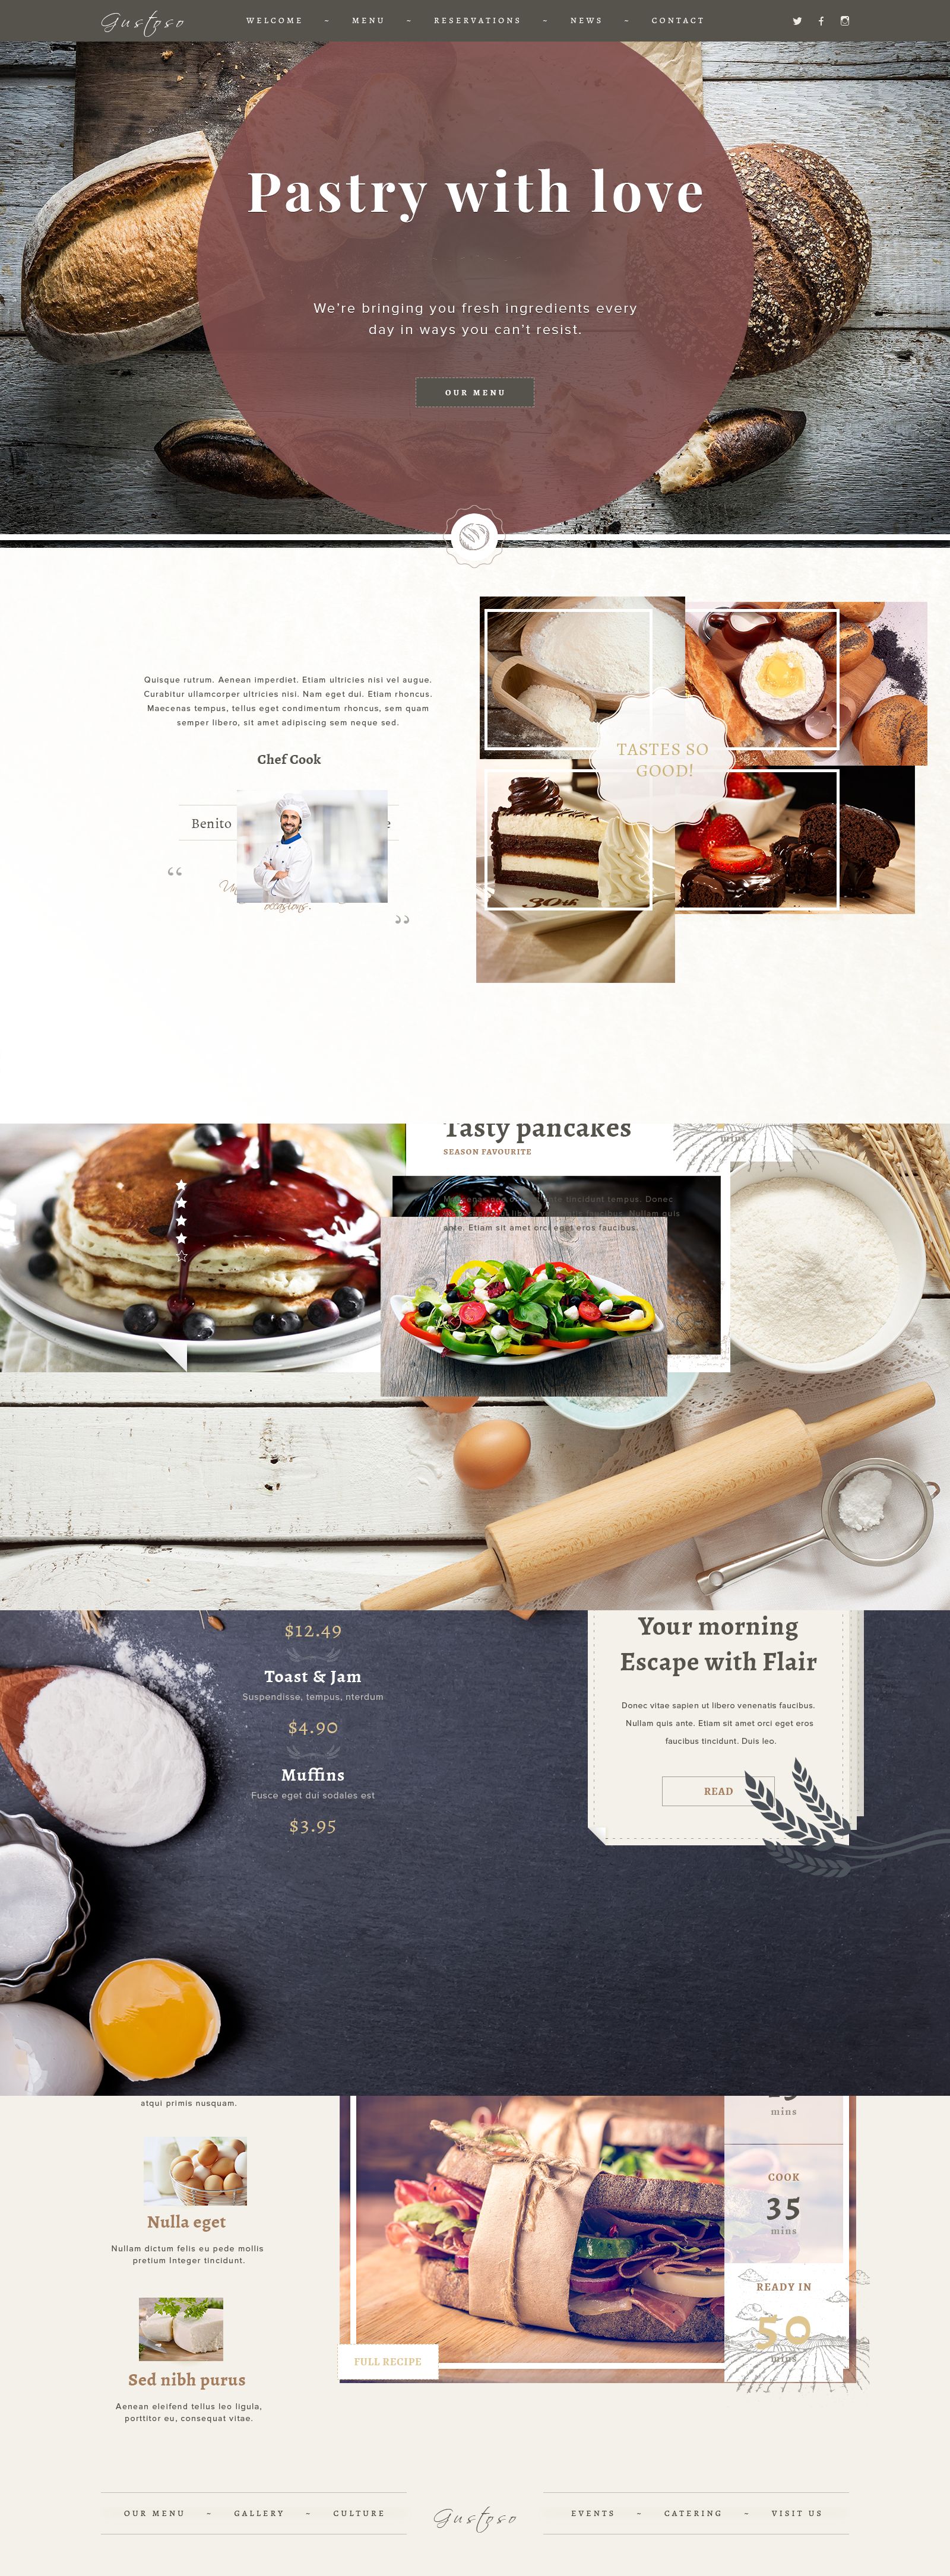 Gustoso
WELCOME – MENU – RESERVATIONS – NEWS – CONTACT
Pastry with love
We're bringing you fresh ingredients every
day in ways you can't resist.
OUR MENU
Quisque rutrum. Aenean imperdiet. Etiam ultricies nisi vel augue.
Curabitur ullamcorper ultricies nisi. Nam eget dui. Etiam rhoncus.
Maecenas tempus, tellus eget condimentum rhoncus, sem quam
semper libero, sit amet adipiscing sem neque sed.
Chef Cook
Benito
“
occasions.
”
TASTES SO
GOOD!
Tasty pancakes
SEASON FAVOURITE
mins
tincidunt tempus. Donec
faucibus. Nullam quis
ante. Etiam sit amet orci eget eros faucibus.
$12.49
Toast & Jam
Suspendisse, tempus, nterdum
$4.90
Muffins
Fusce eget dui sodales est
$3.95
Your morning
Escape with Flair
Donec vitae sapien ut libero venenatis faucibus.
Nullam quis ante. Etiam sit amet orci eget eros
faucibus tincidunt. Duis leo.
READ
atqui primis nusquam.
Nulla eget
Nullam dictum felis eu pede mollis
pretium Integer tincidunt.
Sed nibh purus
Aenean eleifend tellus leo ligula,
porttitor eu, consequat vitae.
mins
COOK
35
mins
READY IN
50
mins
FULL RECIPE
OUR MENU – GALLERY – CULTURE
Gustoso
EVENTS – CATERING – VISIT US